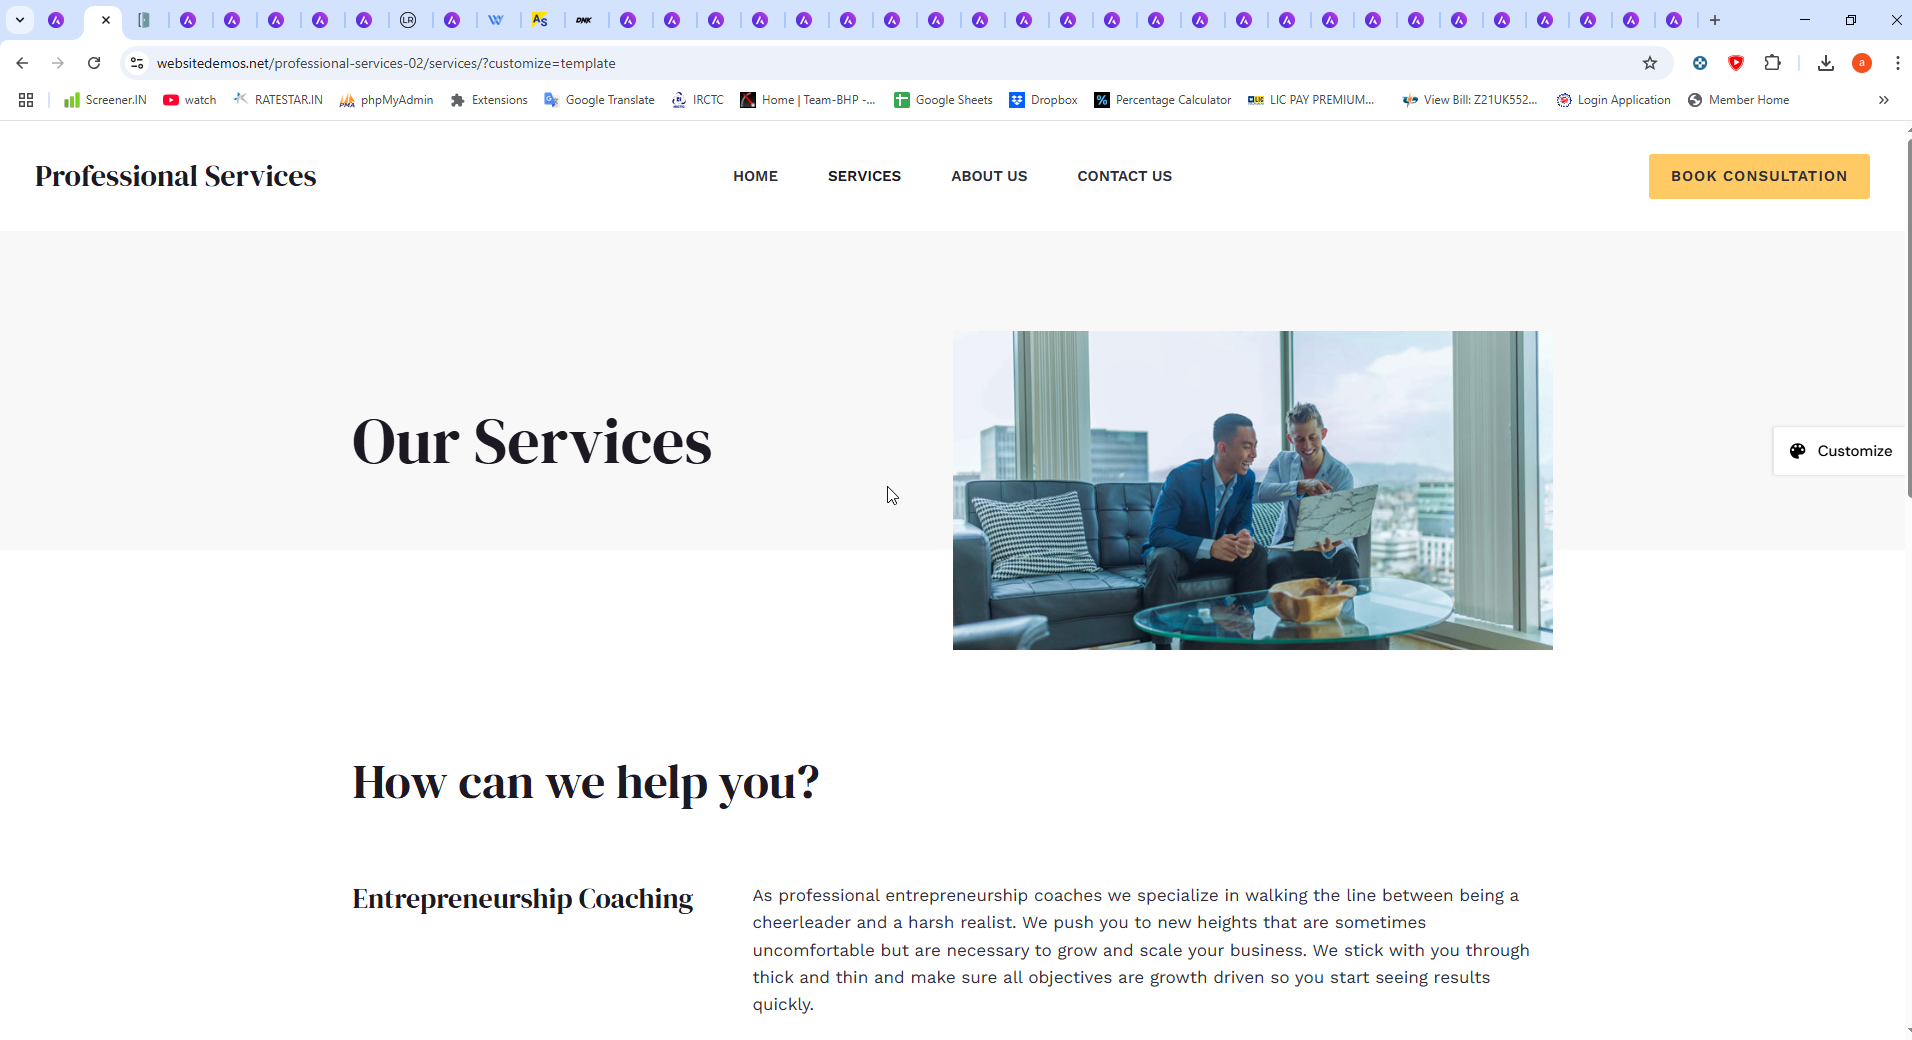 LR
W
AS
DNK
websitedemos.net/professional-services-02/services/?customize=template
a
Screener.IN
watch
RATESTAR.IN
phpMyAdmin
Extensions
Google Translate
IRCTC
Home | Team-BHP -...
Google Sheets
Dropbox
Percentage Calculator
LIC PAY PREMIUM...
View Bill: Z21UK552...
Login Application
Member Home
Professional Services
HOME
SERVICES
ABOUT US
CONTACT US
BOOK CONSULTATION
Our Services
Customize
How can we help you?
Entrepreneurship Coaching
As professional entrepreneurship coaches we specialize in walking the line between being a
cheerleader and a harsh realist. We push you to new heights that are sometimes
uncomfortable but are necessary to grow and scale your business. We stick with you through
thick and thin and make sure all objectives are growth driven so you start seeing results
quickly.